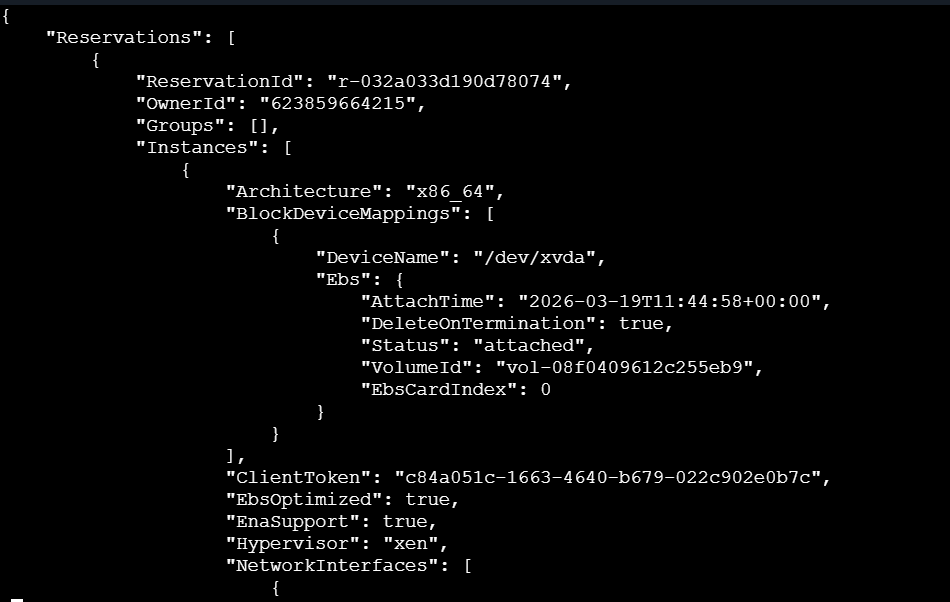 {
    "Reservations": [
        {
            "ReservationId": "r-032a033d190d78074",
            "OwnerId": "623859664215",
            "Groups": [],
            "Instances": [
                {
                    "Architecture": "x86_64",
                    "BlockDeviceMappings": [
                        {
                            "DeviceName": "/dev/xvda",
                            "Ebs": {
                                "AttachTime": "2026-03-19T11:44:58+00:00",
                                "DeleteOnTermination": true,
                                "Status": "attached",
                                "VolumeId": "vol-08f0409612c255eb9",
                                "EbsCardIndex": 0
                            }
                        }
                    ],
                    "ClientToken": "c84a051c-1663-4640-b679-022c902e0b7c",
                    "EbsOptimized": true,
                    "EnaSupport": true,
                    "Hypervisor": "xen",
                    "NetworkInterfaces": [
                        {